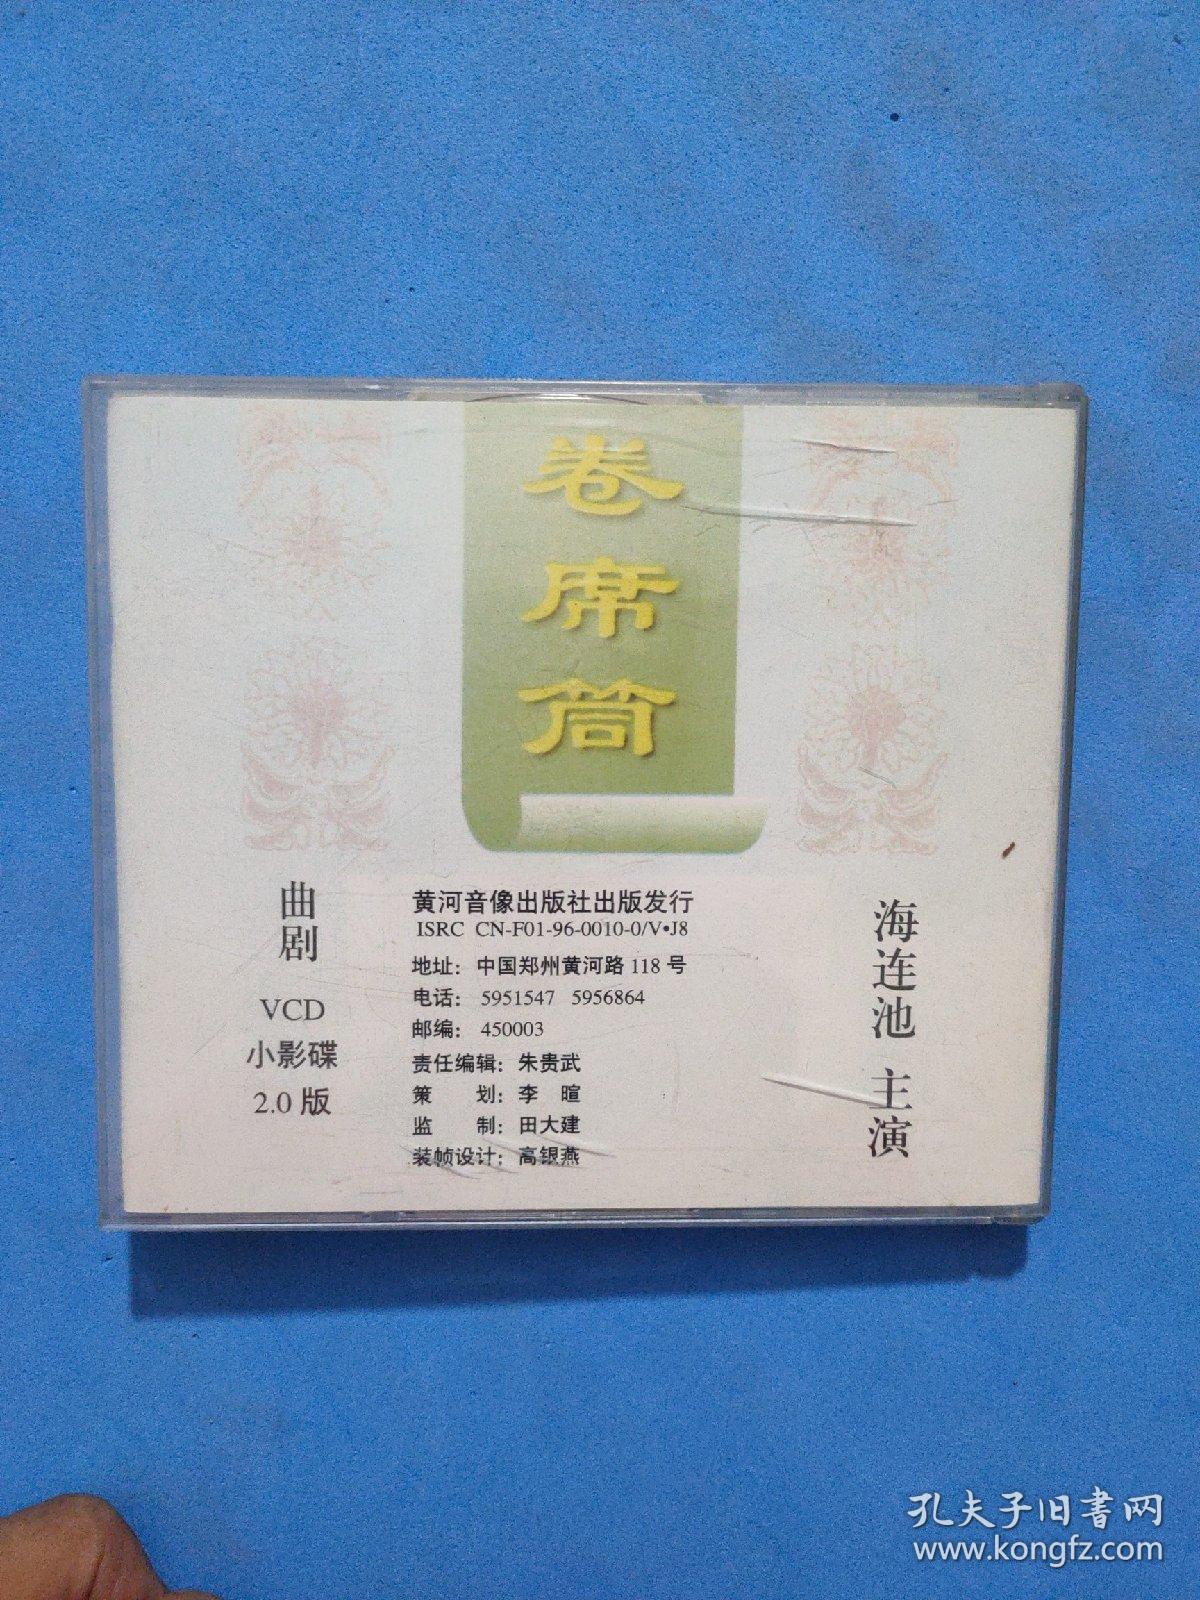 卷席筒
曲剧
VCD
小影碟
2.0 版
黄河音像出版社出版发行
ISRC CN-F01-96-0010-0/V•J8
地址：中国郑州黄河路 118 号
电话：5951547 5956864
邮编：450003
责任编辑：朱贵武
策 划：李 暄
监 制：田大建
装帧设计：高银燕
海连池 主演
孔夫子旧书网
www.kongfz.com